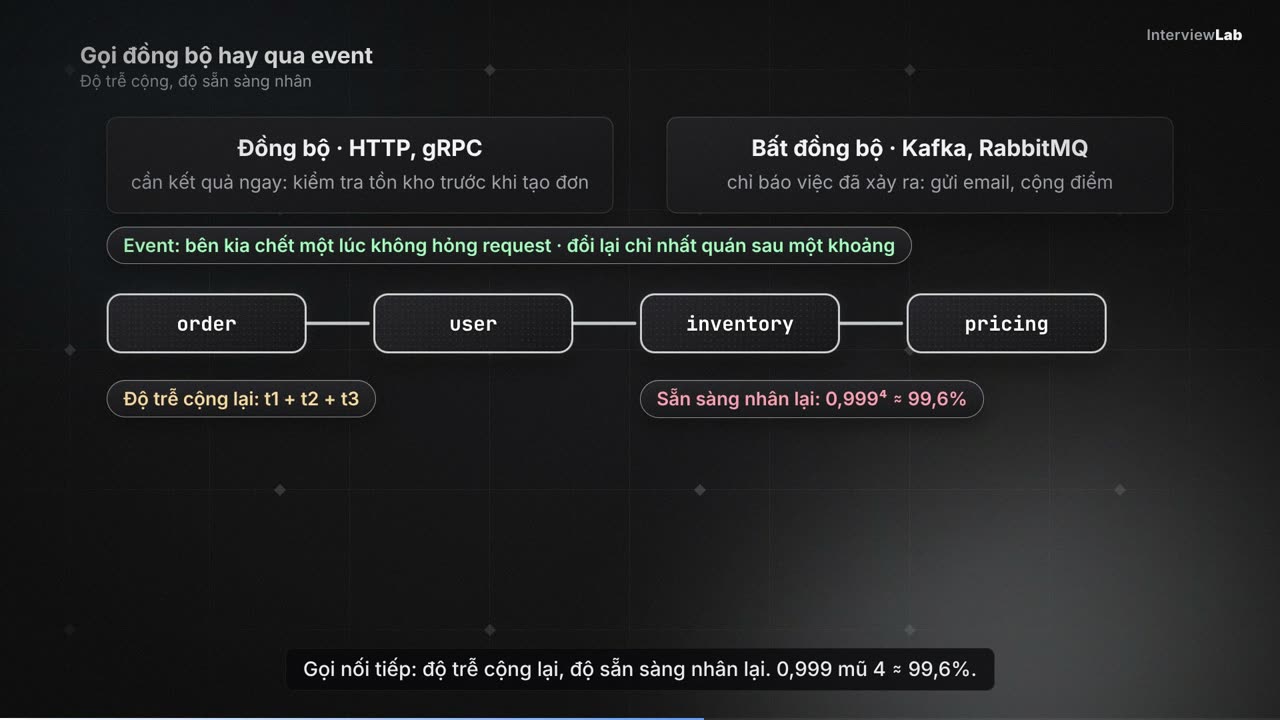 InterviewLab
Gọi đồng bộ hay qua event
Độ trễ cộng, độ sẵn sàng nhân
Đồng bộ · HTTP, gRPC
cần kết quả ngay: kiểm tra tồn kho trước khi tạo đơn
Bất đồng bộ · Kafka, RabbitMQ
chỉ báo việc đã xảy ra: gửi email, cộng điểm
Event: bên kia chết một lúc không hỏng request · đổi lại chỉ nhất quán sau một khoảng
order
user
inventory
pricing
Độ trễ cộng lại: t1 + t2 + t3
Sẵn sàng nhân lại: 0,999⁴ ≈ 99,6%
Gọi nối tiếp: độ trễ cộng lại, độ sẵn sàng nhân lại. 0,999 mũ 4 ≈ 99,6%.